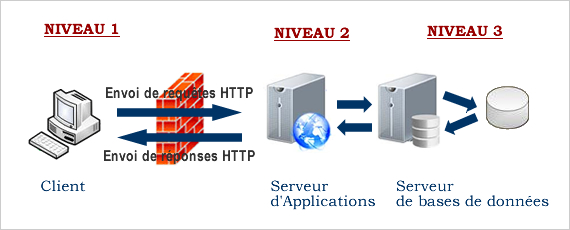 NIVEAU 1
NIVEAU 2
NIVEAU 3
Envoi de requêtes HTTP
Envoi de réponses HTTP
Client
Serveur
d'Applications
Serveur
de bases de données